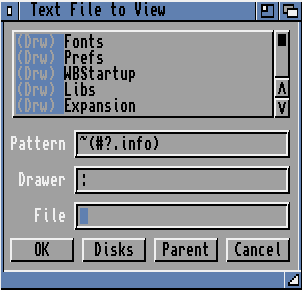 Text File to View
(Drw) Fonts
(Drw) Prefs
(Drw) WBStartup
(Drw) Libs
(Drw) Expansion
Pattern ~(#?.info)
Drawer :
File
OK Disks Parent Cancel